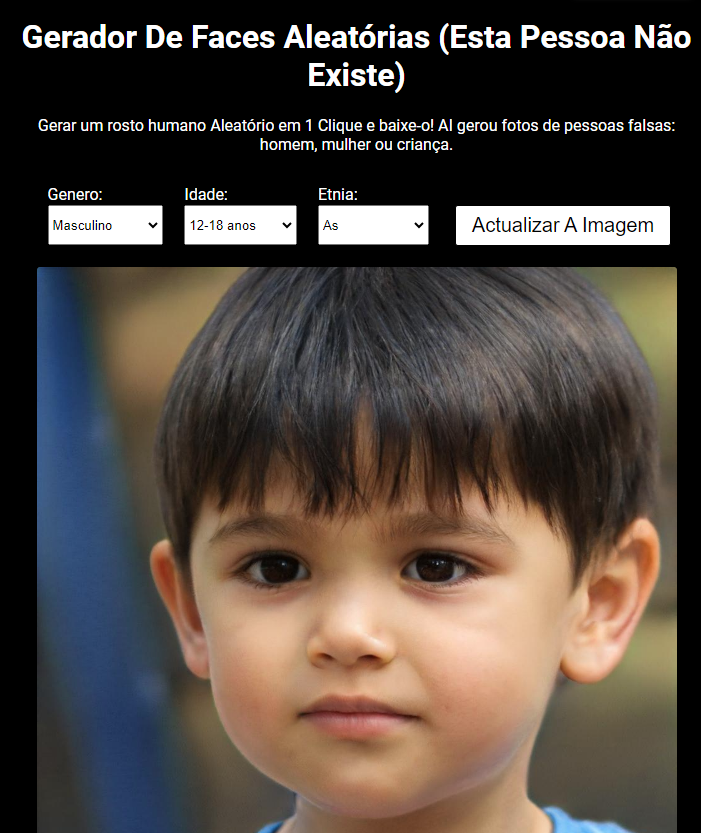 Gerador De Faces Aleatórias (Esta Pessoa Não
Existe)
Gerar um rosto humano Aleatório em 1 Clique e baixe-o! AI gerou fotos de pessoas falsas:
homem, mulher ou criança.
Genero: Idade: Etnia:
Masculino 12-18 anos As Actualizar A Imagem